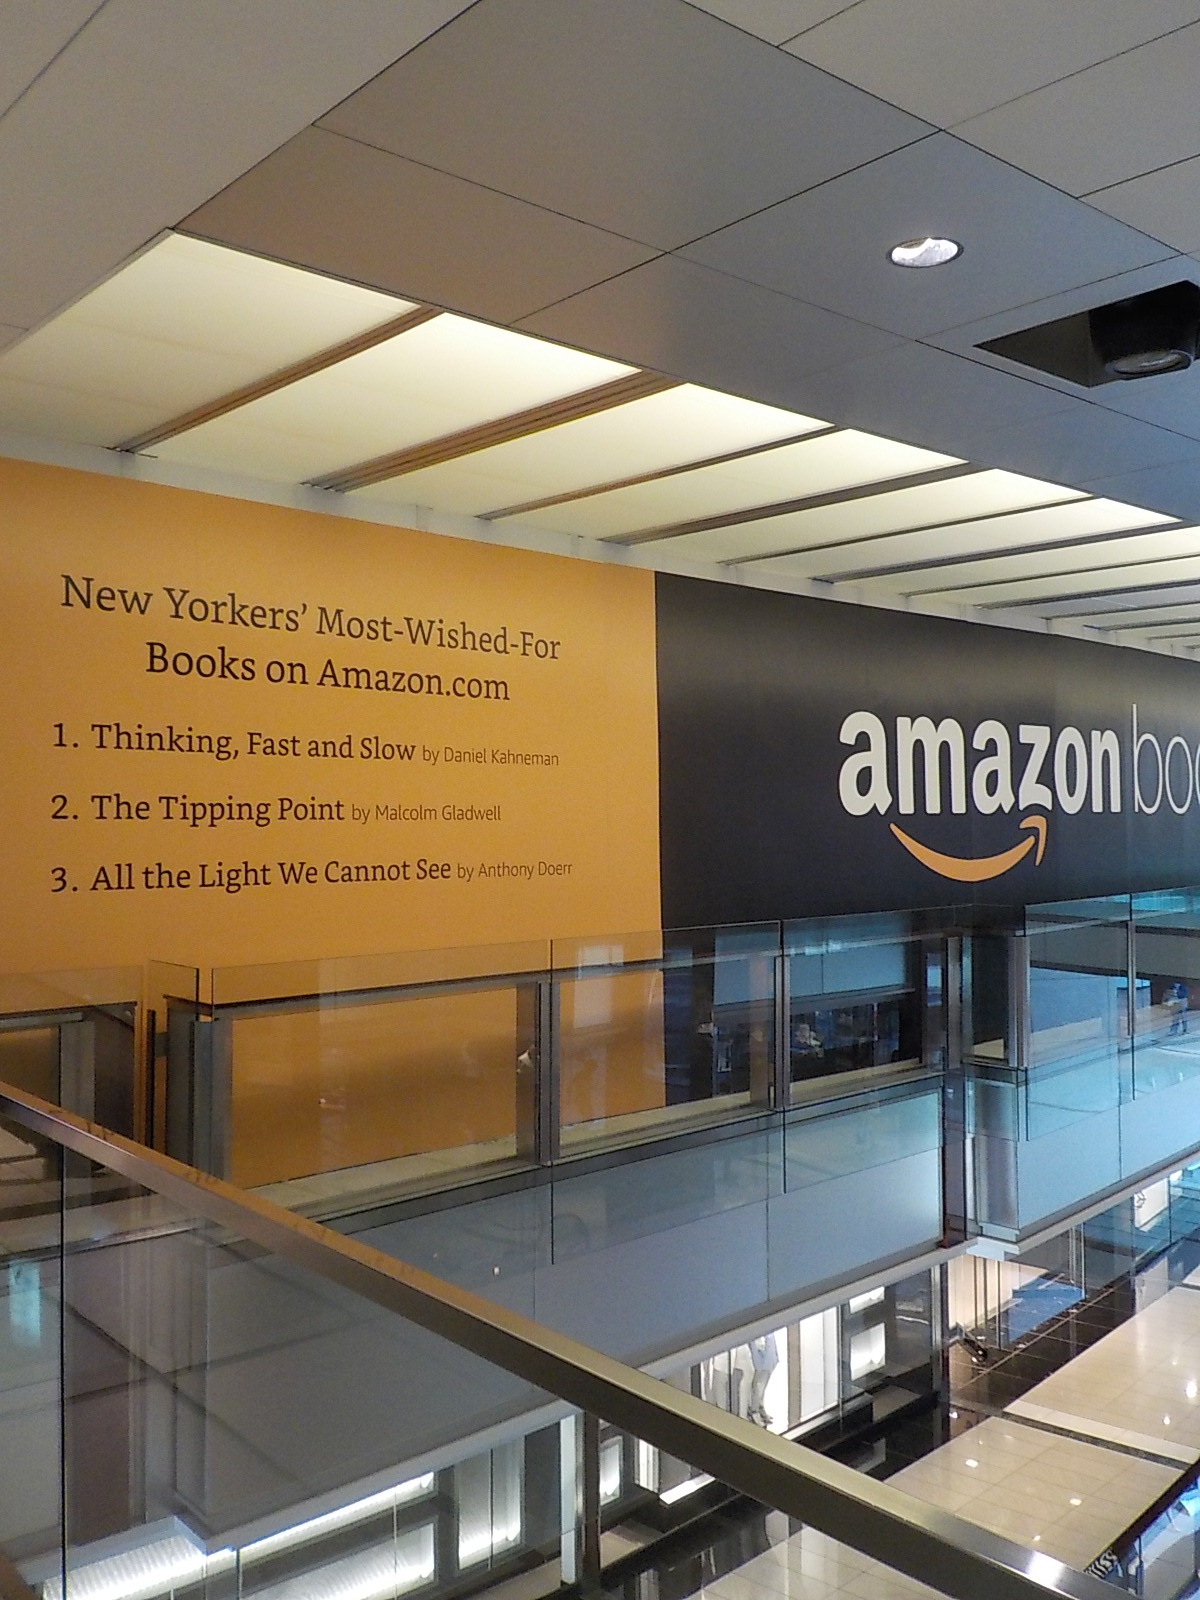 New Yorkers' Most-Wished-For
Books on Amazon.com
1. Thinking, Fast and Slow by Daniel Kahneman
2. The Tipping Point by Malcolm Gladwell
3. All the Light We Cannot See by Anthony Doerr
amazon boo